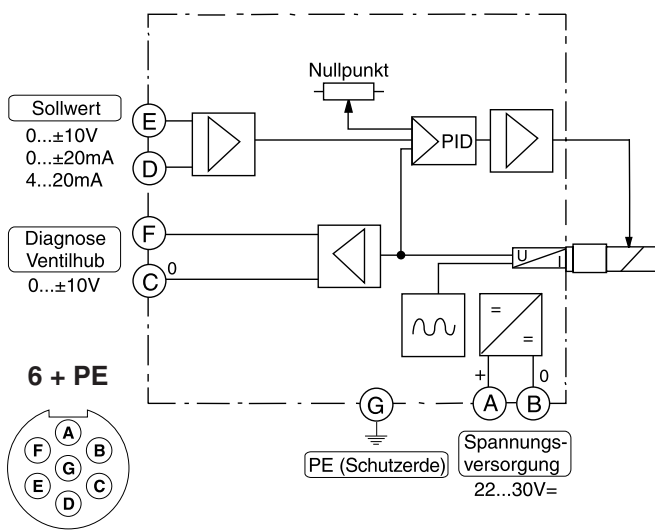 Nullpunkt
Sollwert
0...±10V
0...±20mA
4...20mA
E
D
PID
Diagnose
Ventilhub
0...±10V
F
C
0
U
I
=
=
+
0
6 + PE
G
A
B
PE (Schutzerde)
Spannungs-
versorgung
22...30V=
A
F
B
G
E
C
D